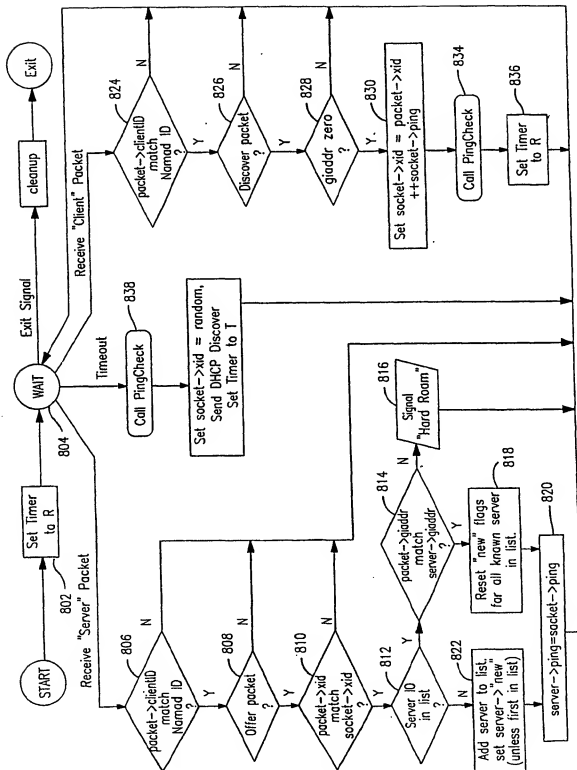 START
802
Set Timer
to R
WAIT
804
Exit Signal
cleanup
Exit
Receive "Server" Packet
Timeout
Receive "Client" Packet
806
packet->clientID
match
Nomad ID
?
N
Y
808
Offer packet
?
N
Y
810
packet->xid
match
socket->xid
?
N
Y
812
Server ID
in list
?
Y
N
814
packet->giaddr
match
server->giaddr
?
N
Y
816
Signal
"Hard Roam"
818
Reset "new" flags
for all known server
in list.
822
Add server to list.
set server->"new"
(unless first in list)
820
server->ping=socket->ping
838
Call PingCheck
Set socket->xid = random,
Send DHCP Discover
Set Timer to T
824
packet->clientID
match
Nomad ID
?
N
Y
826
Discover packet
?
N
Y
828
giaddr zero
?
N
Y.
830
Set socket->xid = packet->xid
++socket->ping
834
Call PingCheck
836
Set Timer
to R